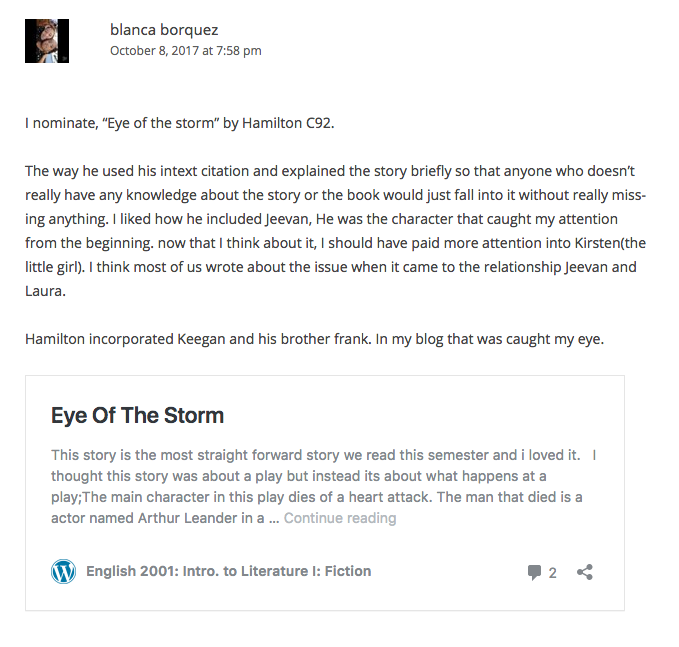 blanca borquez
October 8, 2017 at 7:58 pm
I nominate, “Eye of the storm” by Hamilton C92.
The way he used his intext citation and explained the story briefly so that anyone who doesn’t
really have any knowledge about the story or the book would just fall into it without really miss-
ing anything. I liked how he included Jeevan, He was the character that caught my attention
from the beginning. now that I think about it, I should have paid more attention into Kirsten(the
little girl). I think most of us wrote about the issue when it came to the relationship Jeevan and
Laura.
Hamilton incorporated Keegan and his brother frank. In my blog that was caught my eye.
Eye Of The Storm
This story is the most straight forward story we read this semester and i loved it.   I
thought this story was about a play but instead its about what happens at a
play;The main character in this play dies of a heart attack. The man that died is a
actor named Arthur Leander in a ... Continue reading
English 2001: Intro. to Literature I: Fiction
2